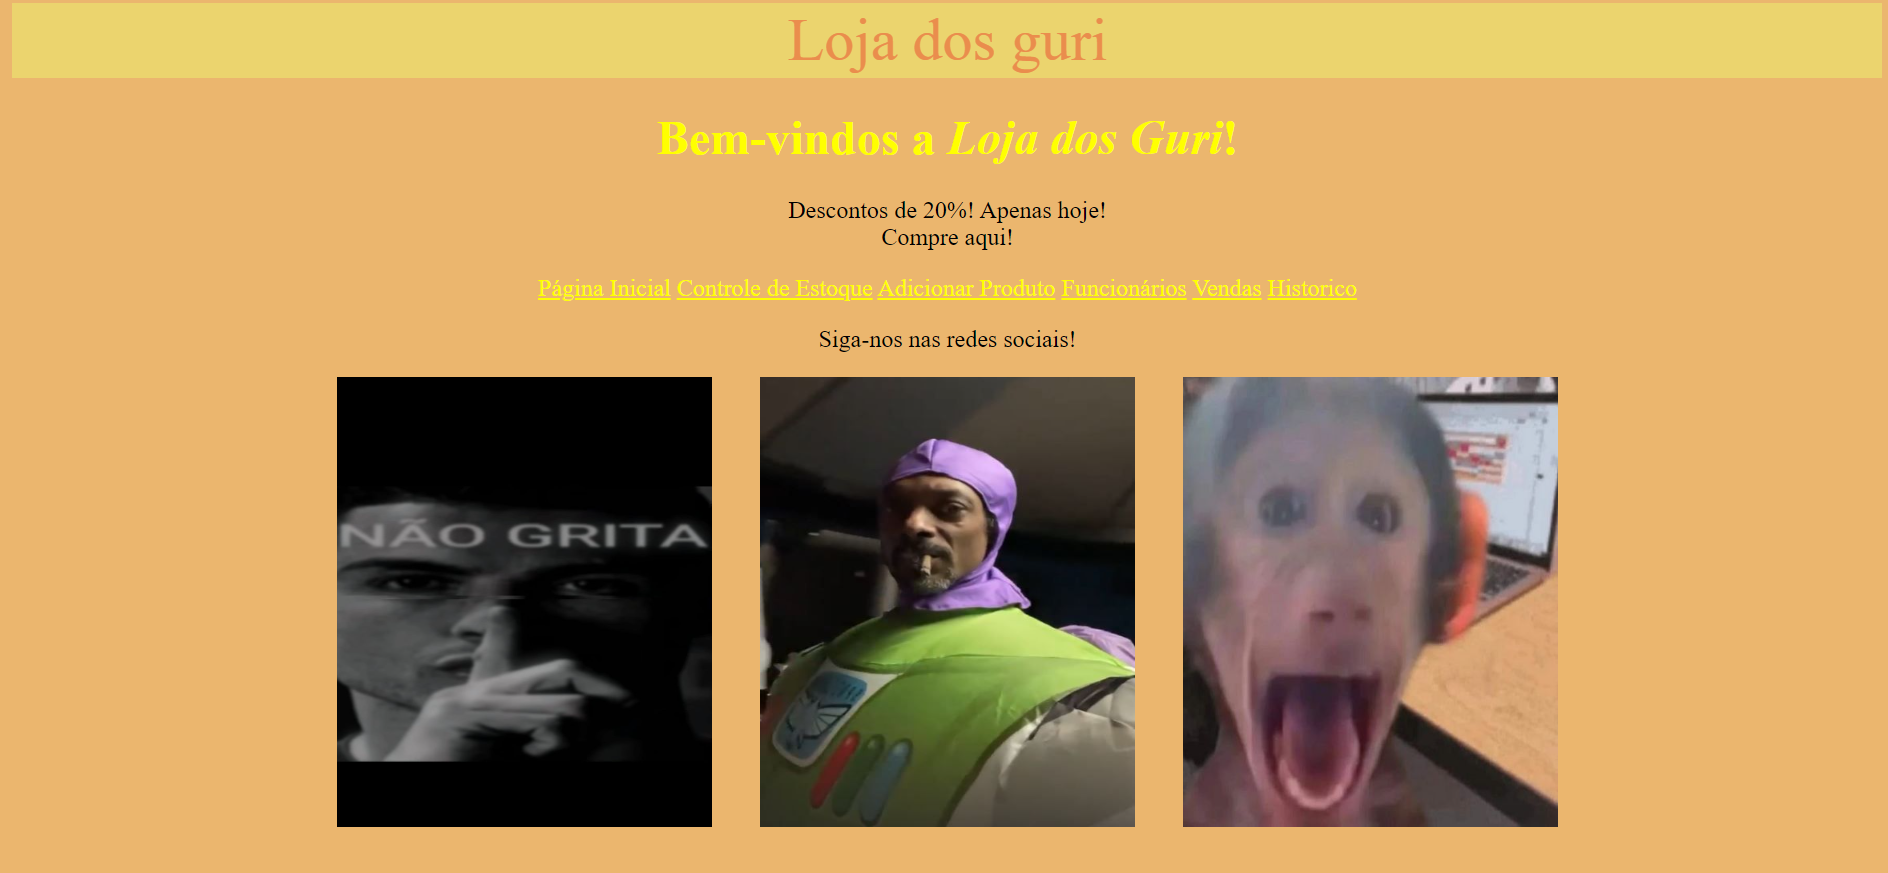 Loja dos guri
Bem-vindos a Loja dos Guri!
Descontos de 20%! Apenas hoje!
Compre aqui!
Página Inicial Controle de Estoque Adicionar Produto Funcionários Vendas Historico
Siga-nos nas redes sociais!
NÃO GRITA